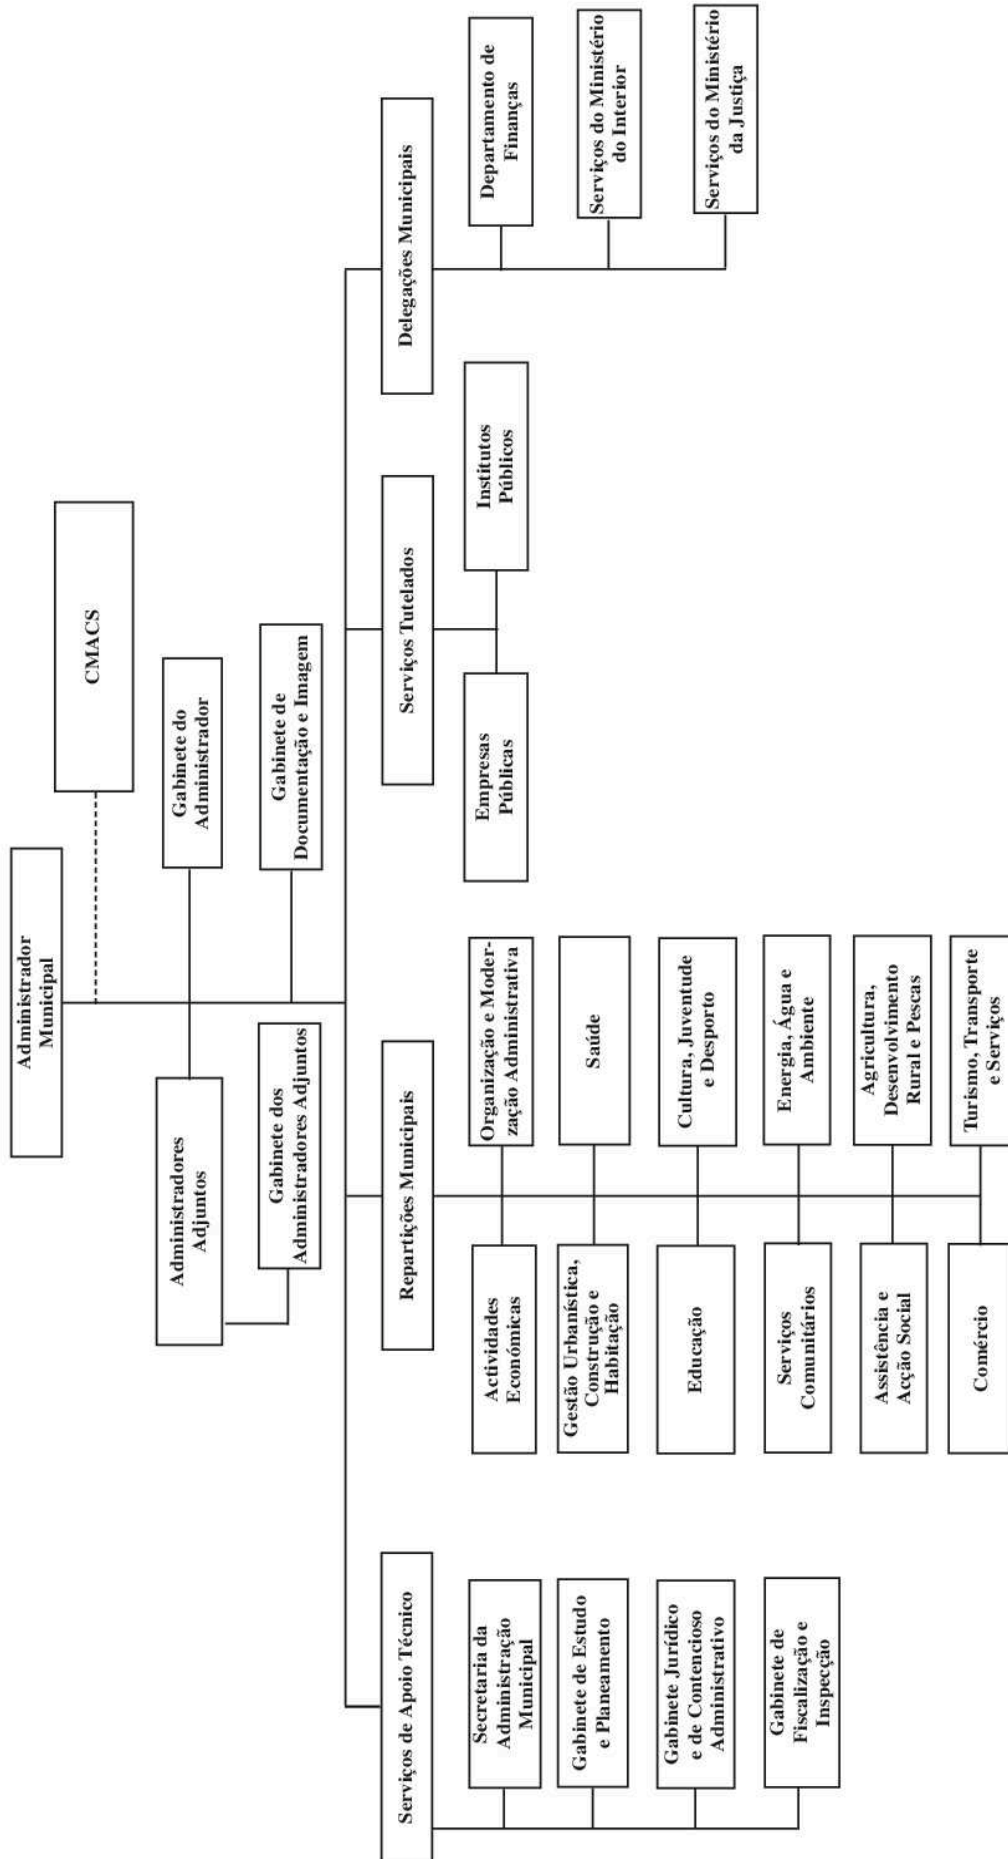 Administrador
Municipal
CMACS
Administradores
Adjuntos
Gabinete do
Administrador
Gabinete dos
Administradores Adjuntos
Gabinete de
Documentação e Imagem
Serviços de Apoio Técnico
Repartições Municipais
Serviços Tutelados
Delegações Municipais
Secretaria da
Administração
Municipal
Gabinete de Estudo
e Planeamento
Gabinete Jurídico
e de Contencioso
Administrativo
Gabinete de
Fiscalização e
Inspecção
Actividades
Económicas
Organização e Moder-
zação Administrativa
Gestão Urbanística,
Construção e
Habitação
Saúde
Educação
Cultura, Juventude
e Desporto
Serviços
Comunitários
Energia, Água e
Ambiente
Assistência e
Acção Social
Agricultura,
Desenvolvimento
Rural e Pescas
Comércio
Turismo, Transporte
e Serviços
Empresas
Públicas
Institutos
Públicos
Departamento de
Finanças
Serviços do Ministério
do Interior
Serviços do Ministério
da Justiça